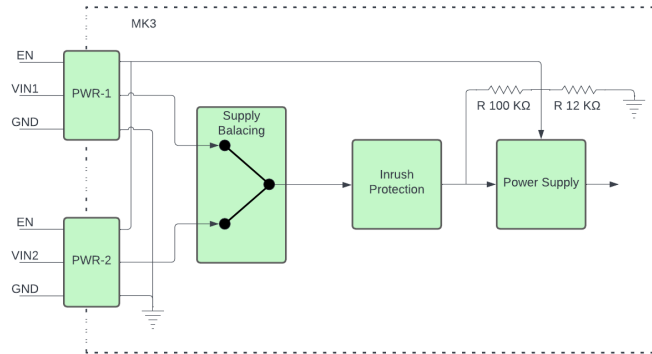 MK3
EN
VIN1
GND
PWR-1
Supply
Balacing
R 100 KΩ
R 12 KΩ
Inrush
Protection
Power Supply
EN
VIN2
GND
PWR-2